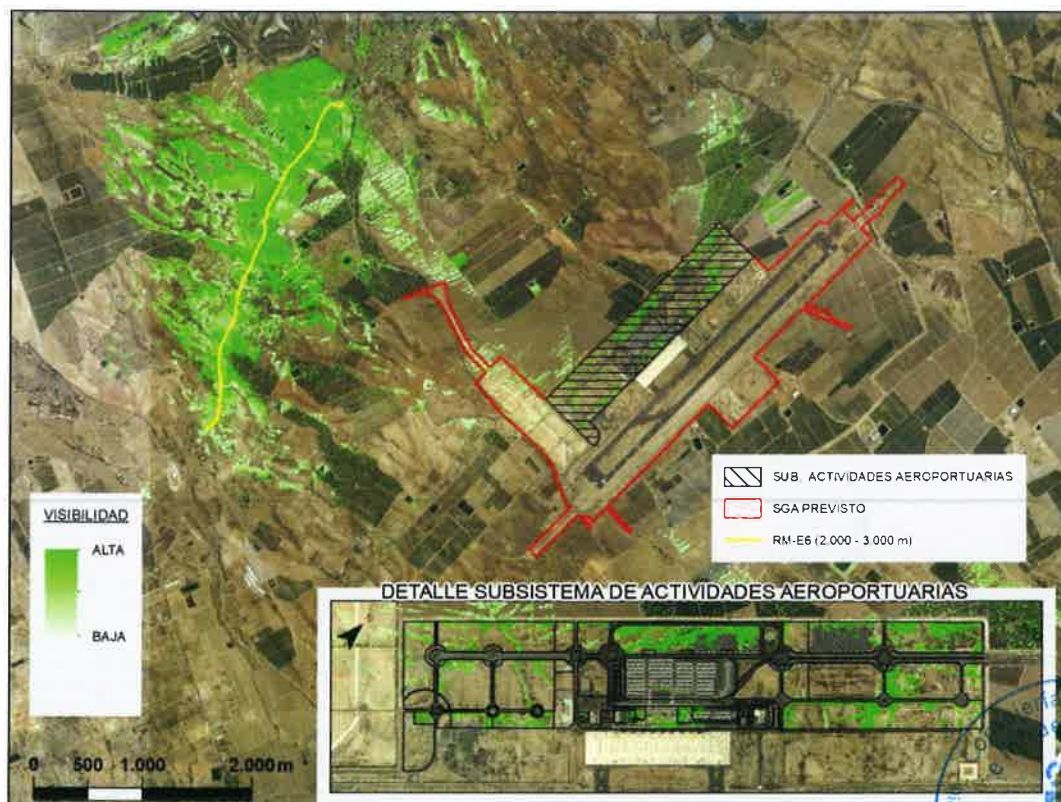 SUB. ACTIVIDADES AEROPORTUARIAS
SGA PREVISTO
RM-E6 (2.000 - 3.000 m)
VISIBILIDAD
ALTA
BAJA
DETALLE SUBSISTEMA DE ACTIVIDADES AEROPORTUARIAS
0 500 1.000 2.000 m